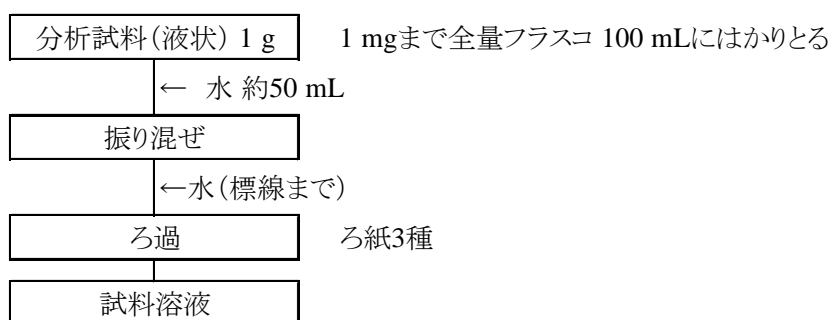 分析試料(液状) 1 g 1 mgまで全量フラスコ 100 mLにはかりとる
← 水 約50 mL
振り混ぜ
←水(標線まで)
ろ過 ろ紙3種
試料溶液